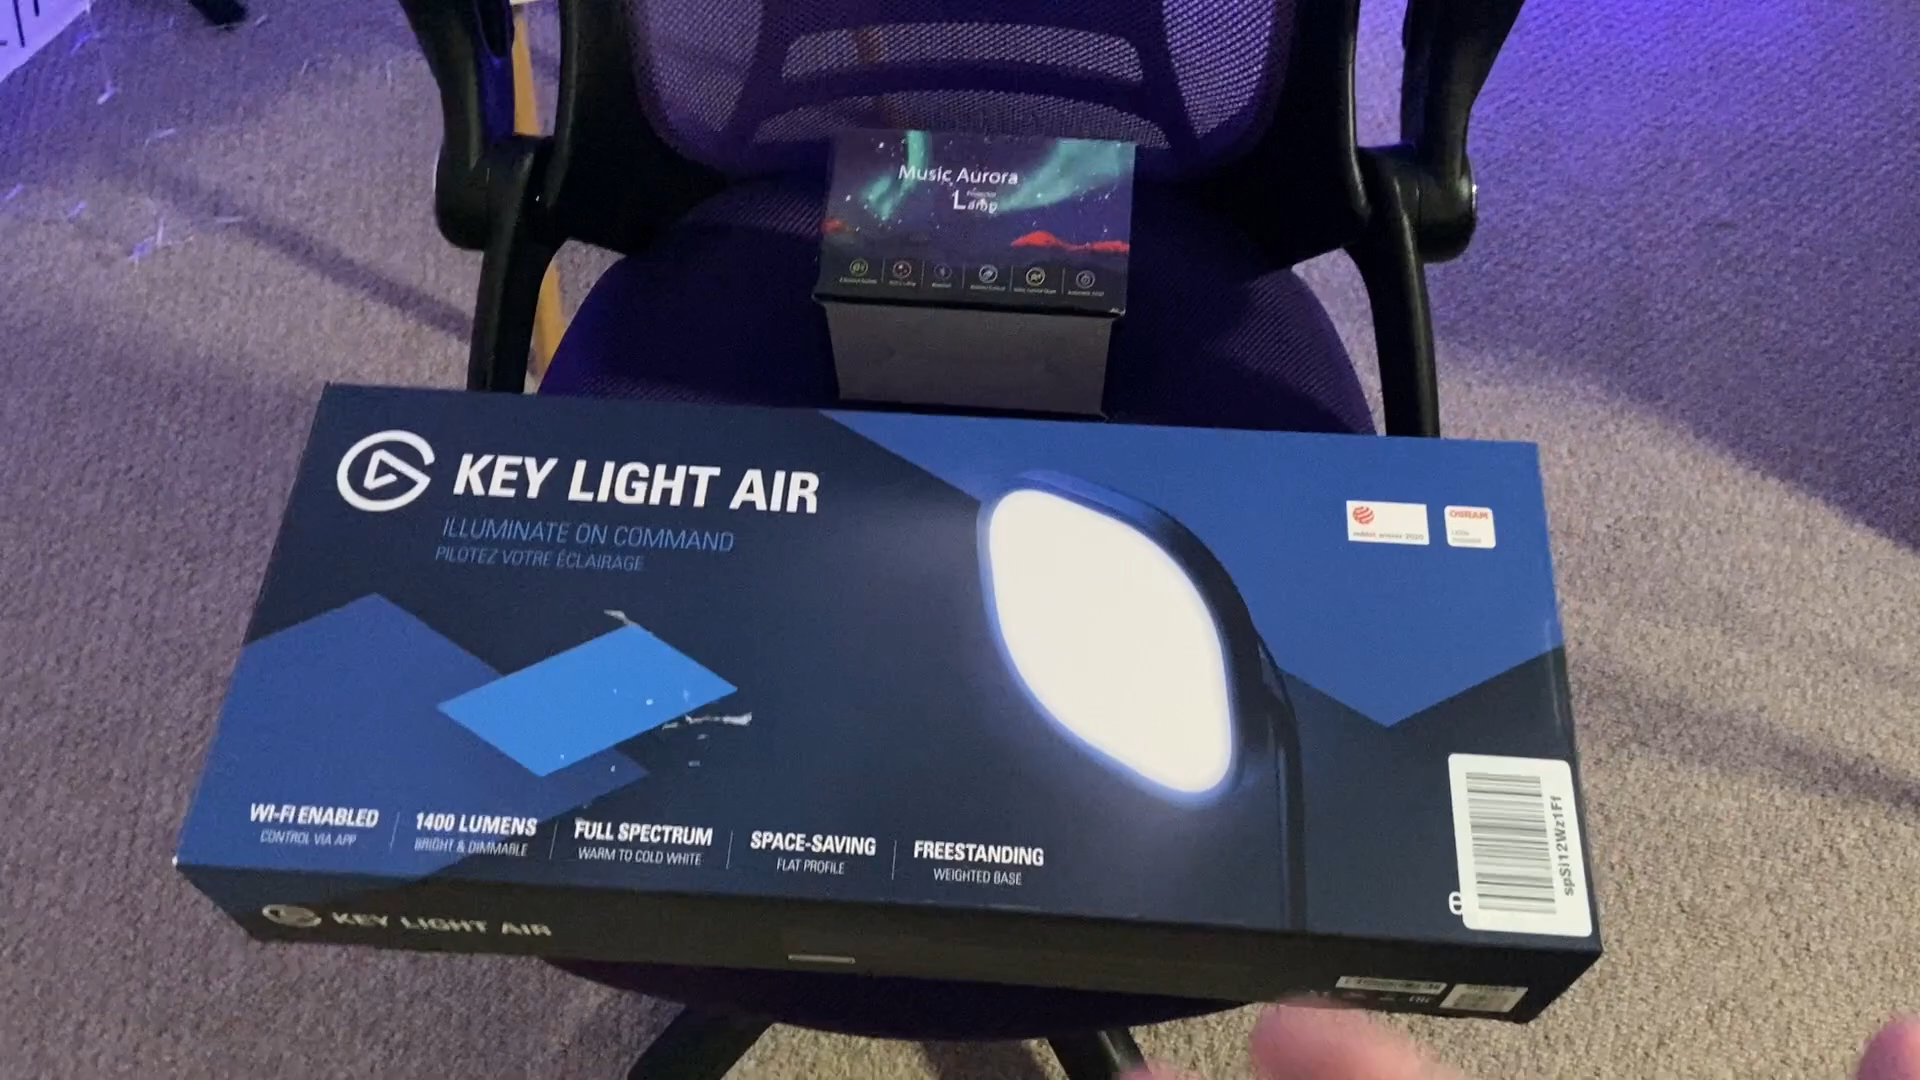 Music Aurora
Projector
Lamp
KEY LIGHT AIR
ILLUMINATE ON COMMAND
PILOTEZ VOTRE ÉCLAIRAGE
OSRAM
WI-FI ENABLED
CONTROL VIA APP
1400 LUMENS
BRIGHT & DIMMABLE
FULL SPECTRUM
WARM TO COLD WHITE
SPACE-SAVING
FLAT PROFILE
FREESTANDING
WEIGHTED BASE
spSi12Wz1Ff
e
KEY LIGHT AIR